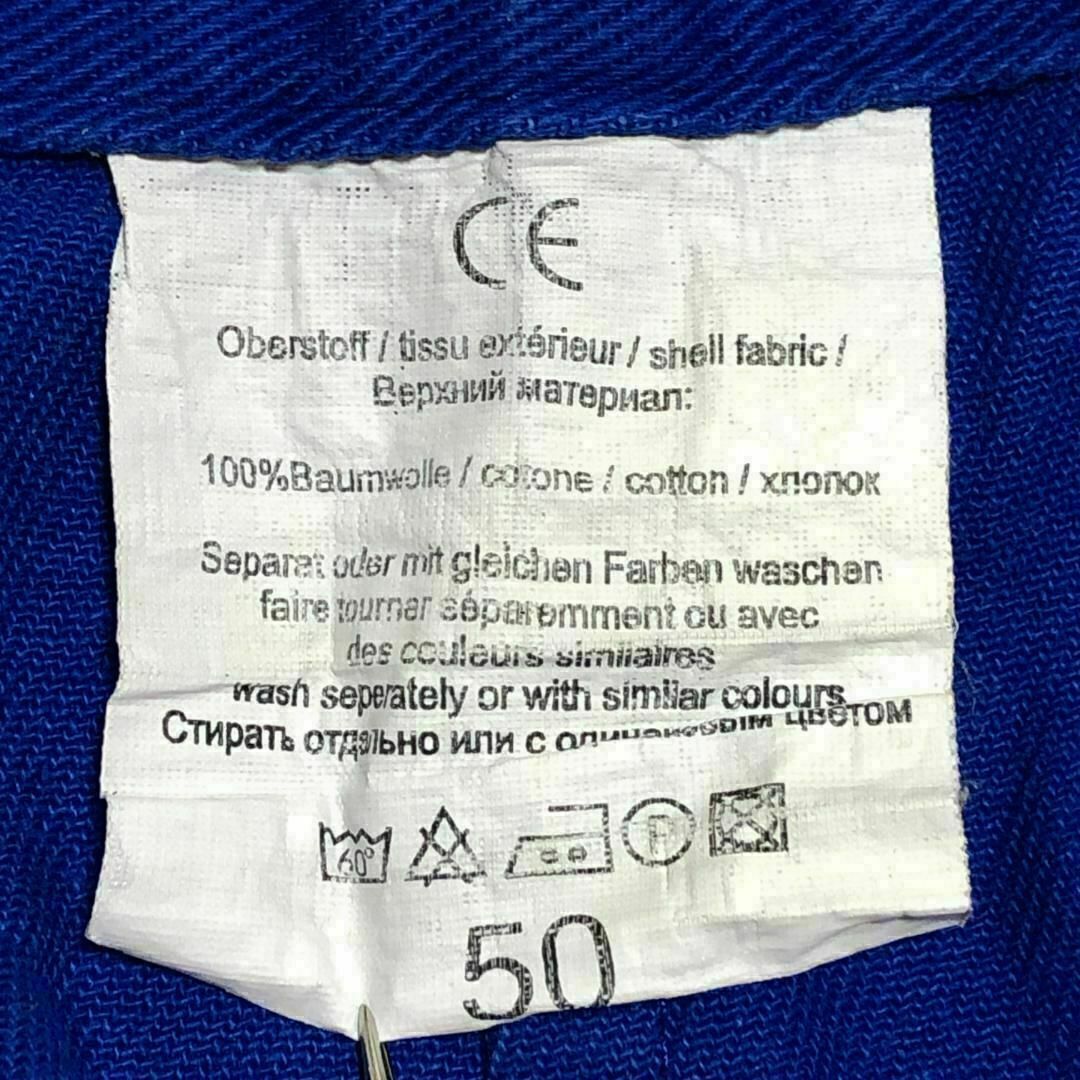 CE
Oberstoff / tissu extérieur / shell fabric /
Верхний материал:
100%Baumwolle / cotone / cotton / хлопок
Separat oder mit gleichen Farben waschen
faire tourner séparemment ou avec
des couleurs similaires
wash seperately or with similar colours
Стирать отдельно или с одинаковым цветом
60° P
50